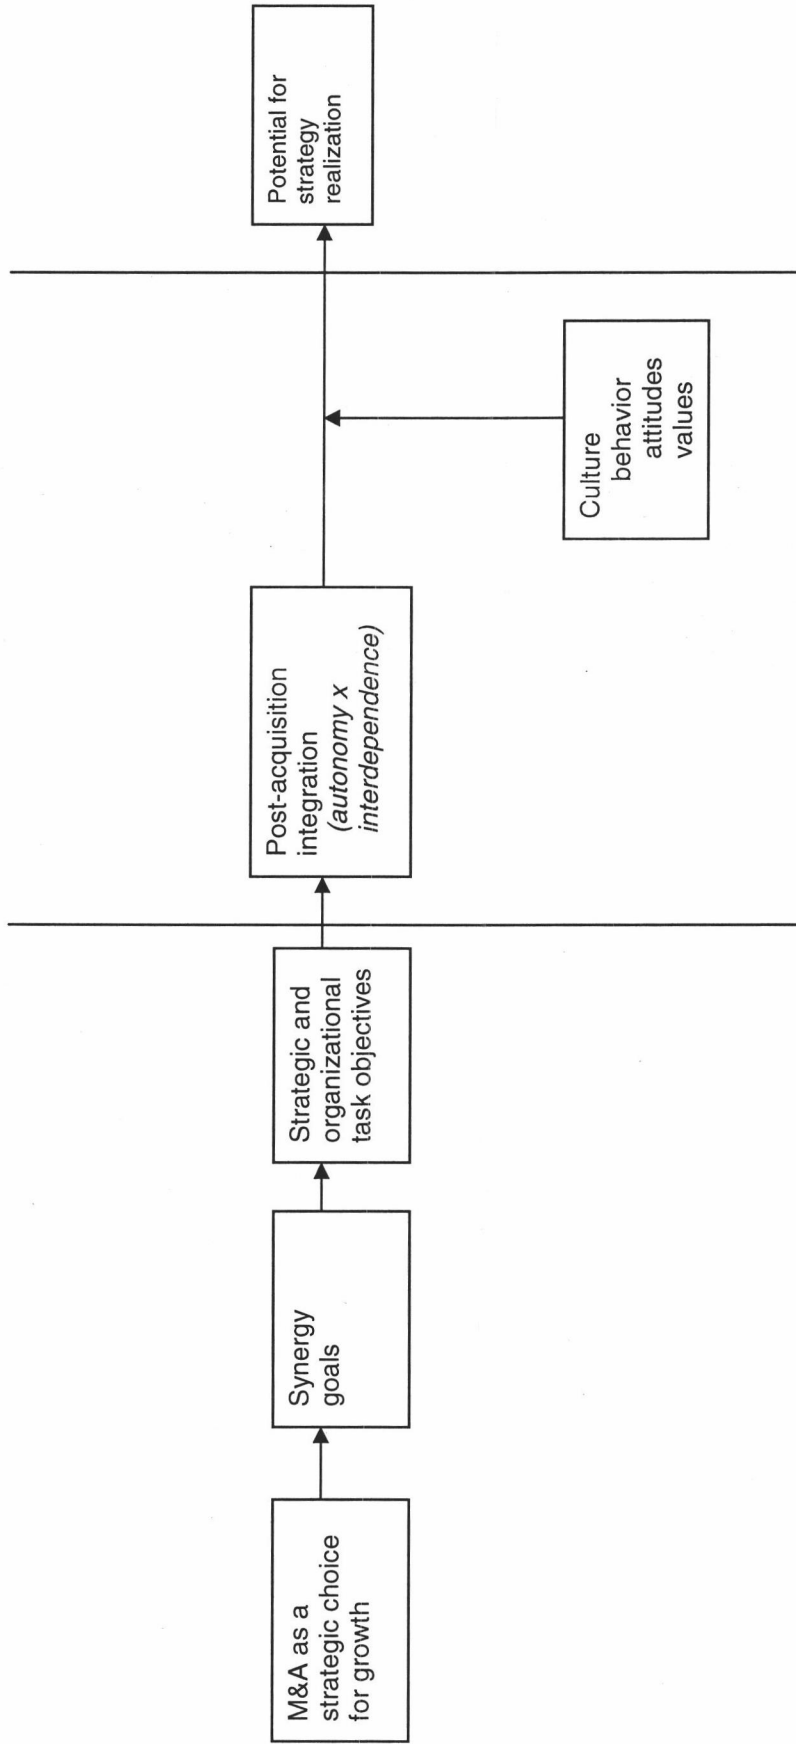 M&A as a
strategic choice
for growth
Synergy
goals
Strategic and
organizational
task objectives
Post-acquisition
integration
(autonomy x
interdependence)
Culture
behavior
attitudes
values
Potential for
strategy
realization